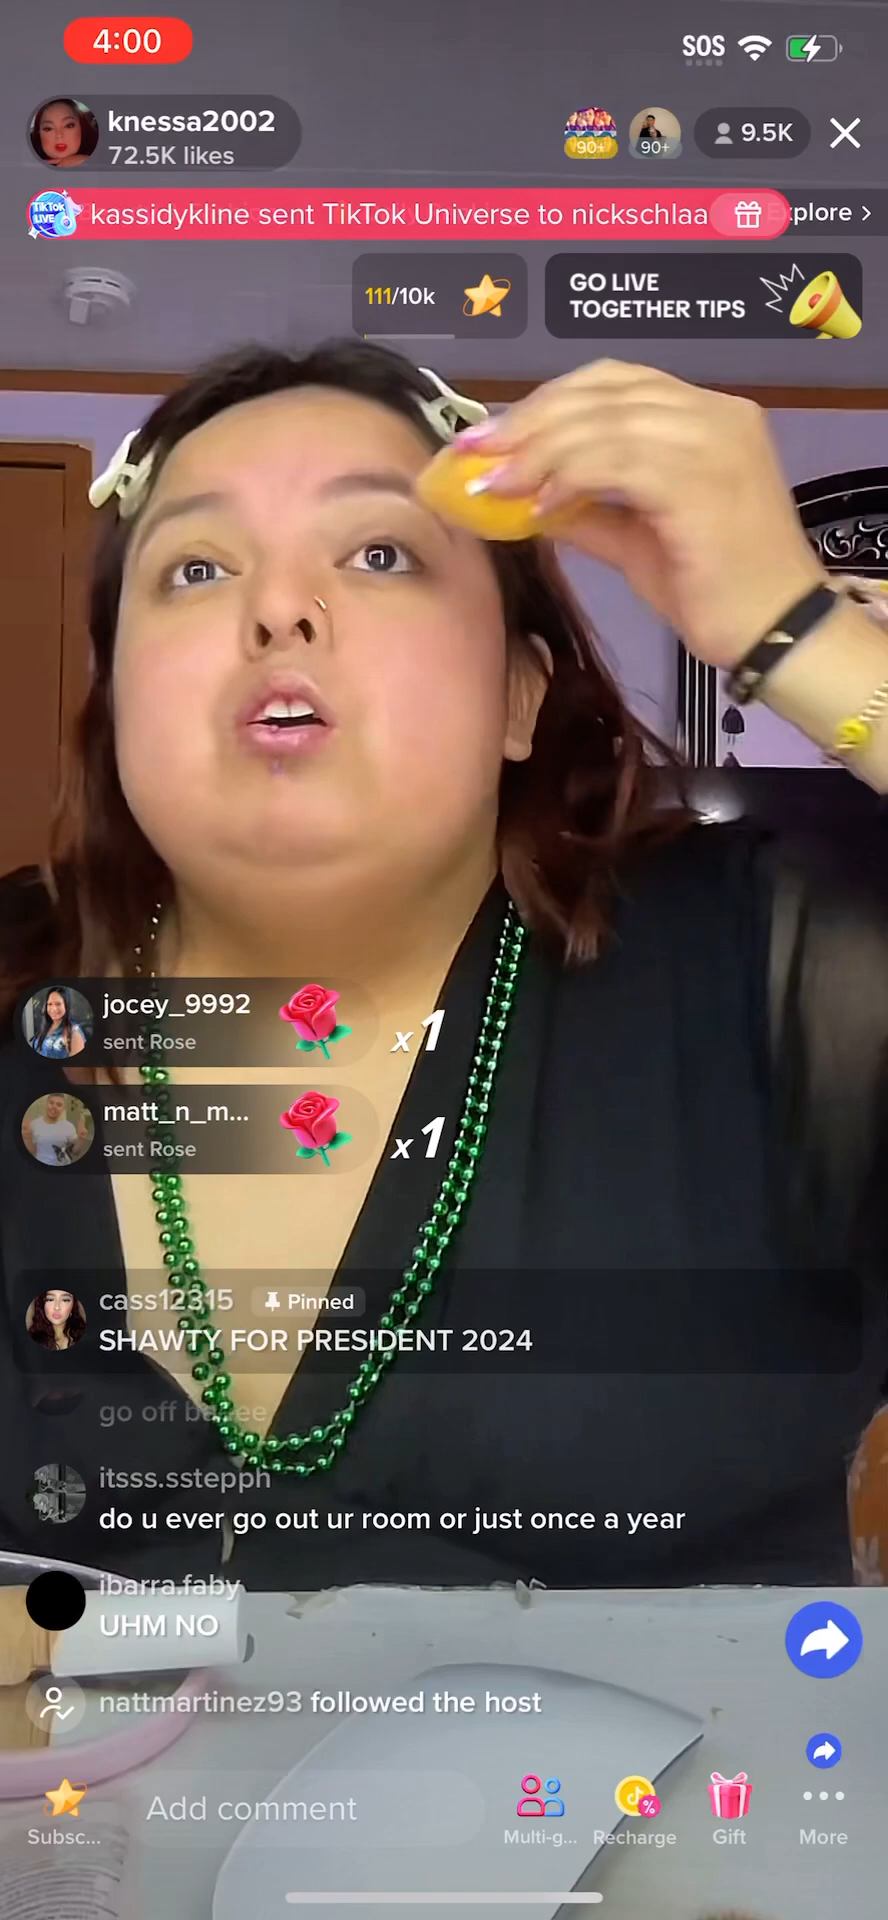 4:00
SOS
knessa2002
72.5K likes
90+
90+
9.5K
TikTok
LIVE
kassidykline sent TikTok Universe to nickschlaa
xplore >
111/10k
GO LIVE
TOGETHER TIPS
jocey_9992
sent Rose
x1
matt_n_m...
sent Rose
x1
cass12315
Pinned
SHAWTY FOR PRESIDENT 2024
go off
itsss.sstepph
do u ever go out ur room or just once a year
ibarra.faby
UHM NO
nattmartinez93 followed the host
Subsc...
Add comment
Multi-g...
Recharge
Gift
More